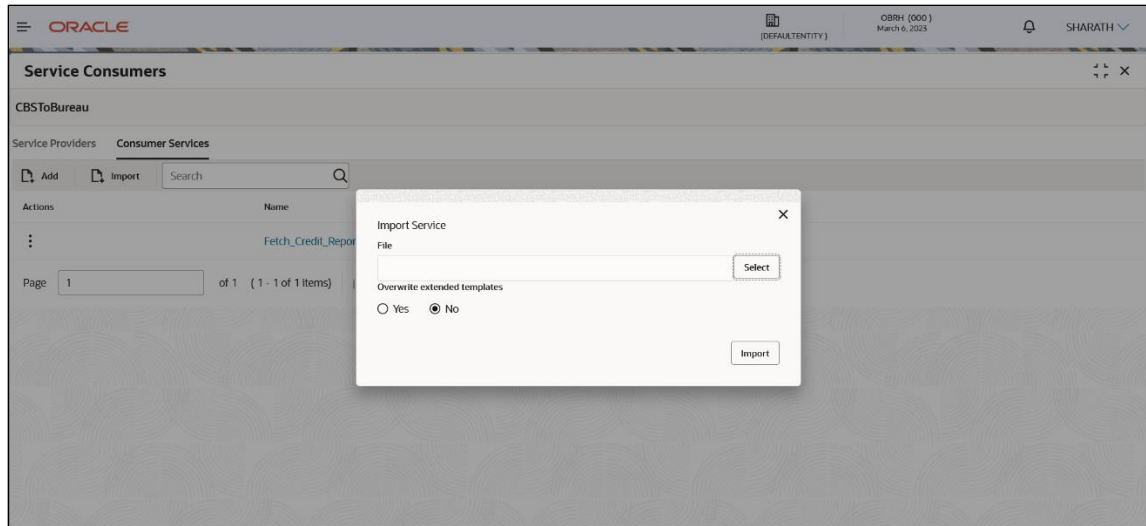 ORACLE
(DEFAULTENTITY )
OBRH (000 )
March 6, 2023
SHARATH
Service Consumers
CBSToBureau
Service Providers Consumer Services
Add Import Search
Actions Name
Fetch_Credit_Repor
Page 1 of 1 ( 1 - 1 of 1 items)
Import Service
File
Select
Overwrite extended templates
Yes No
Import